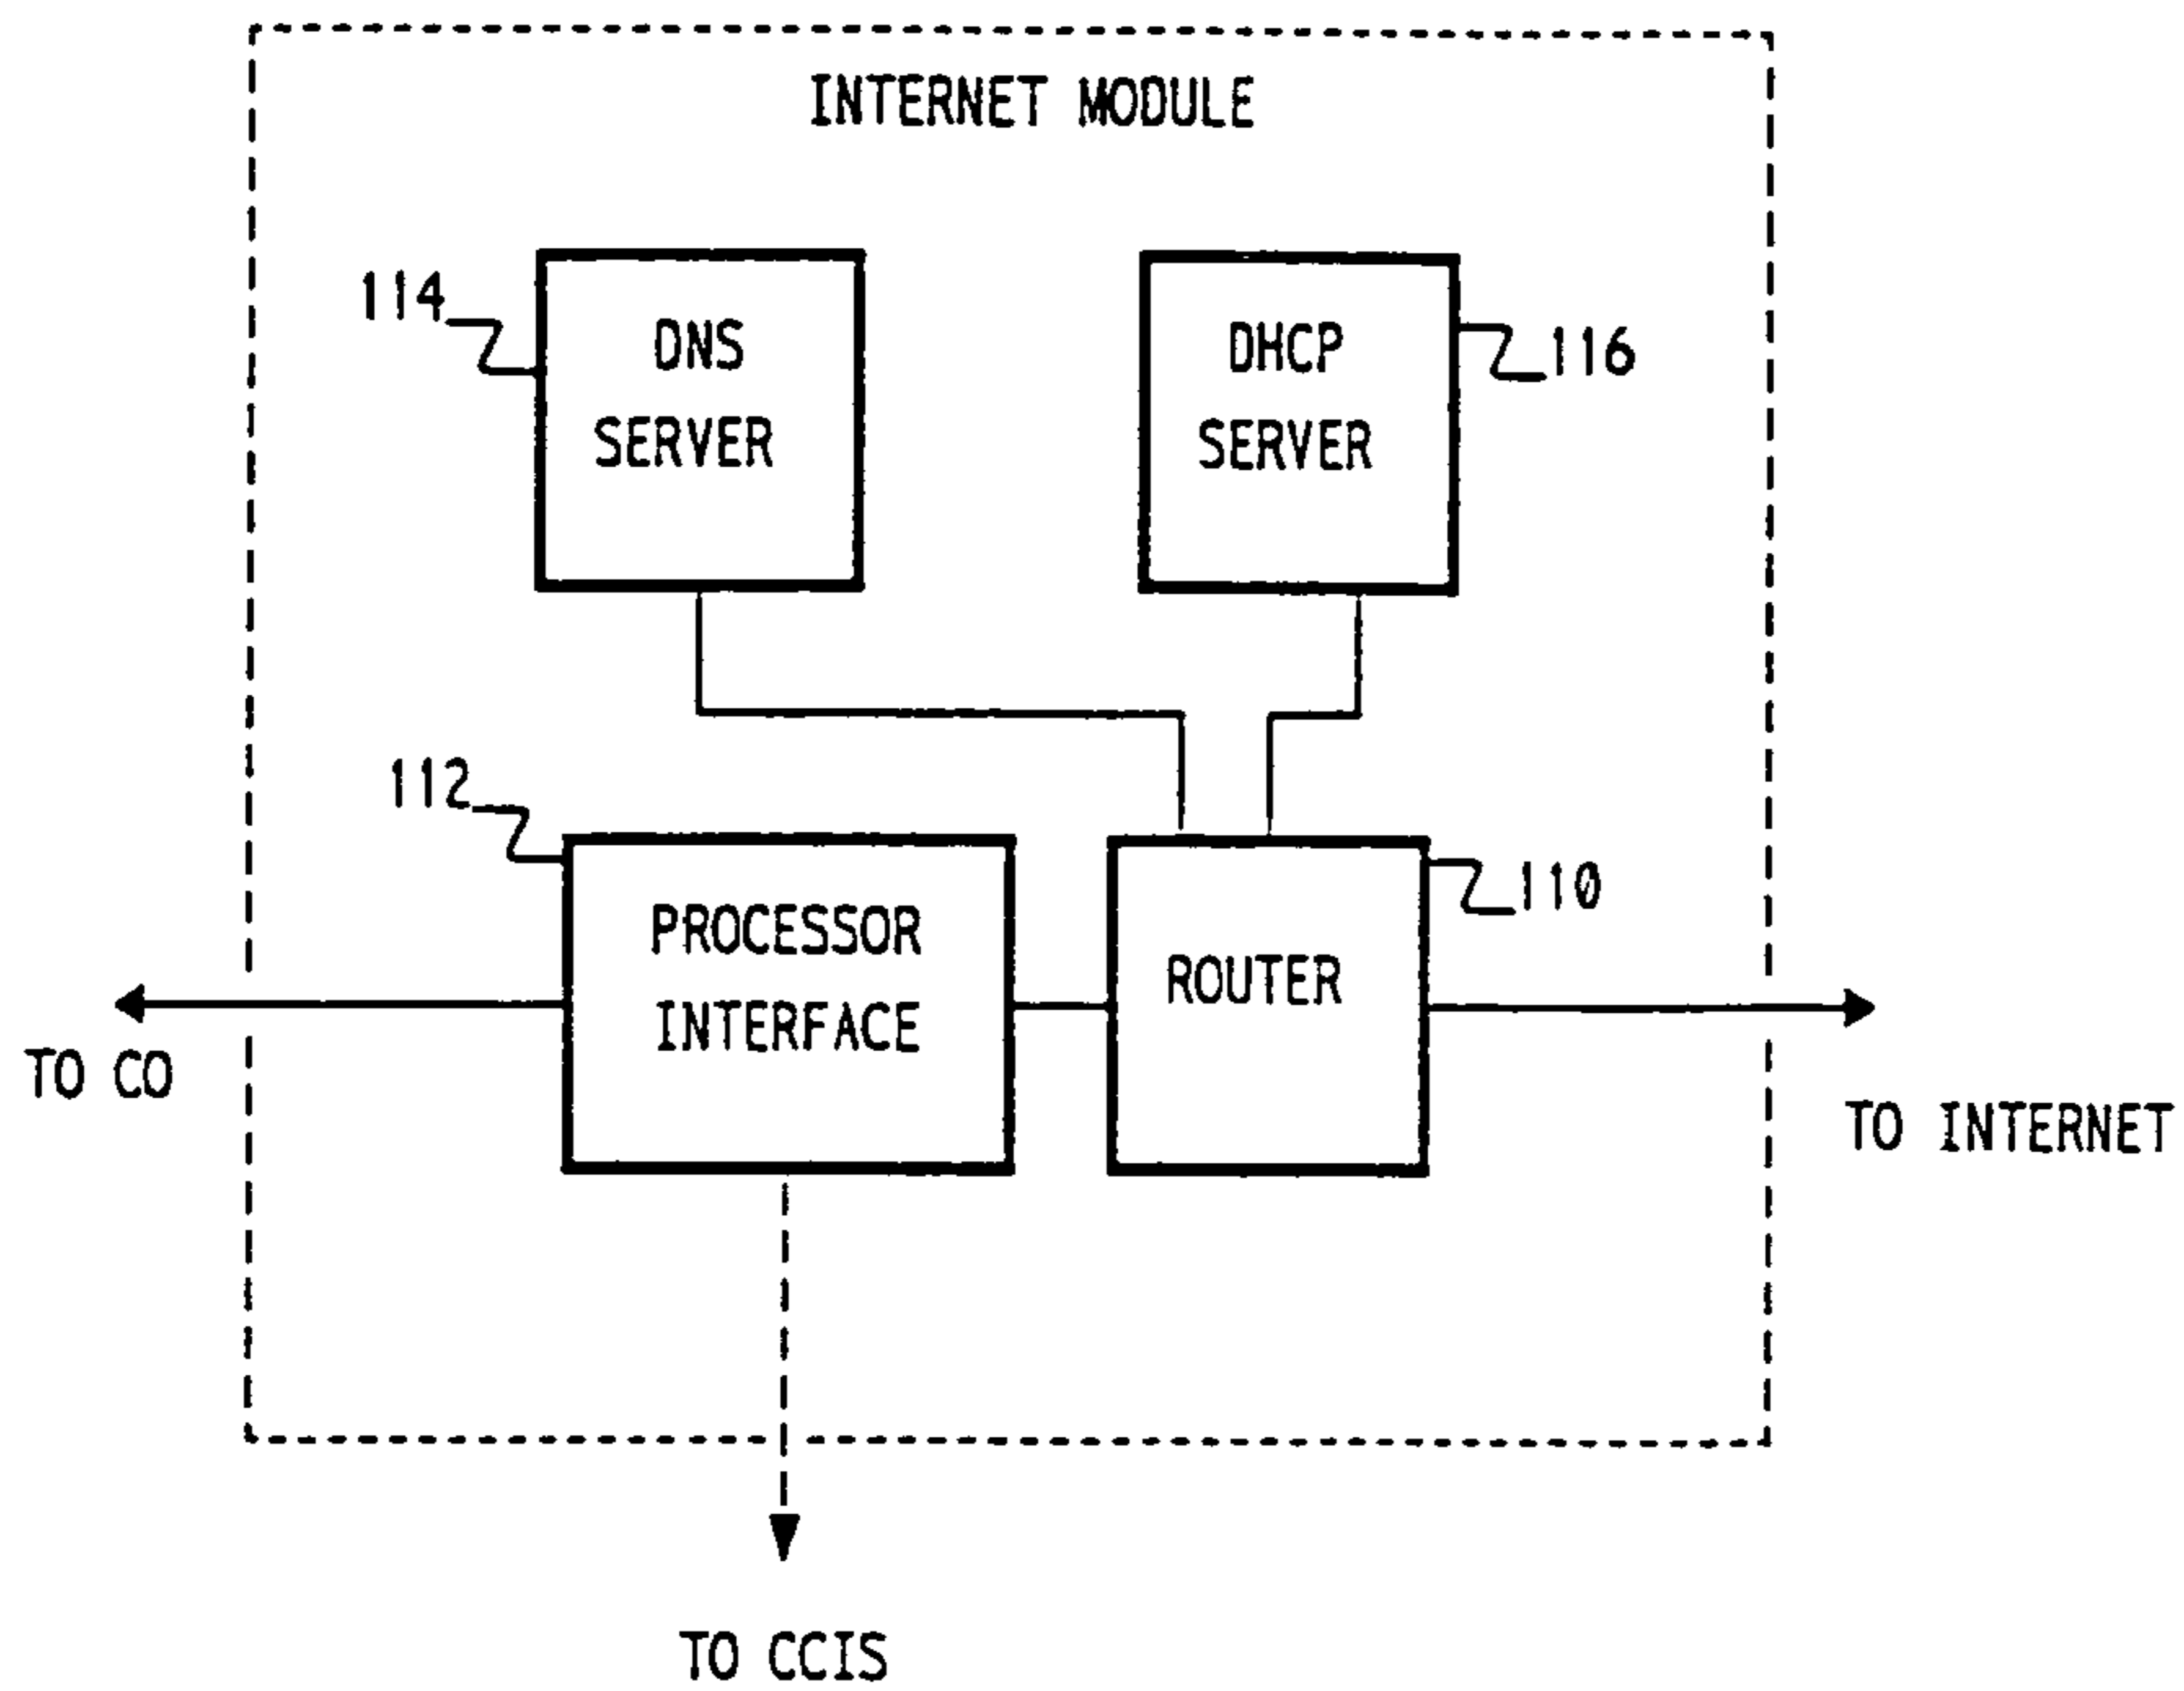 INTERNET MODULE
114
DNS
SERVER
DHCP
SERVER
116
112
PROCESSOR
INTERFACE
110
ROUTER
TO CO
TO INTERNET
TO CCIS